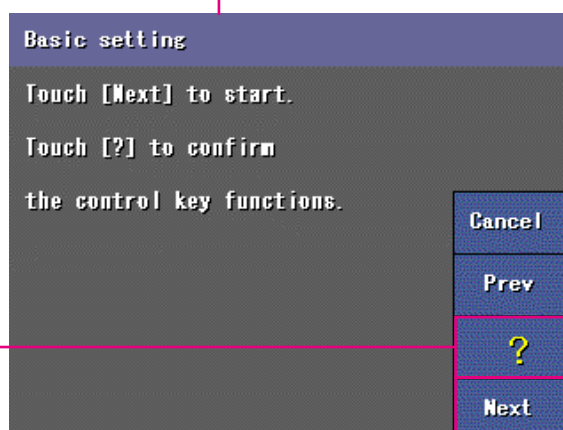 Basic setting
Touch [Next] to start.
Touch [?] to confirm
the control key functions.
Cancel
Prev
?
Next